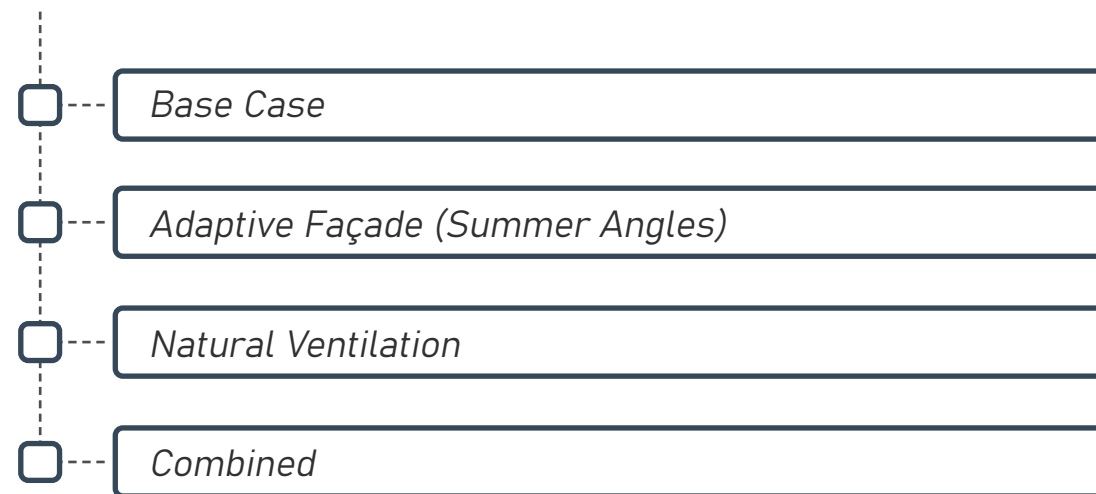 Base Case
Adaptive Façade (Summer Angles)
Natural Ventilation
Combined